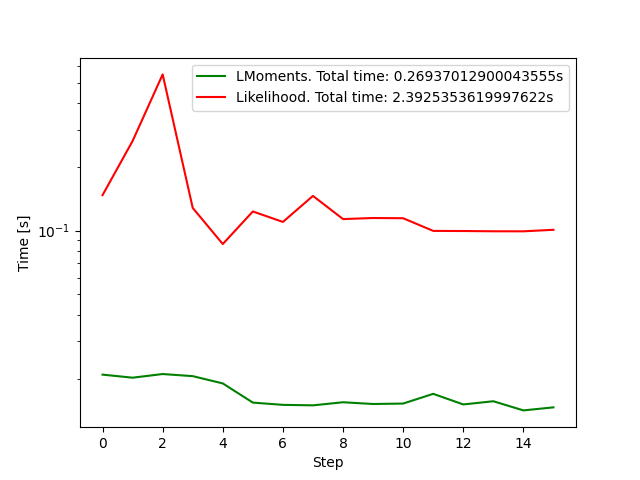 LMoments. Total time: 0.26937012900043555s
Likelihood. Total time: 2.3925353619997622s
Time [s]
10⁻¹
0 2 4 6 8 10 12 14
Step